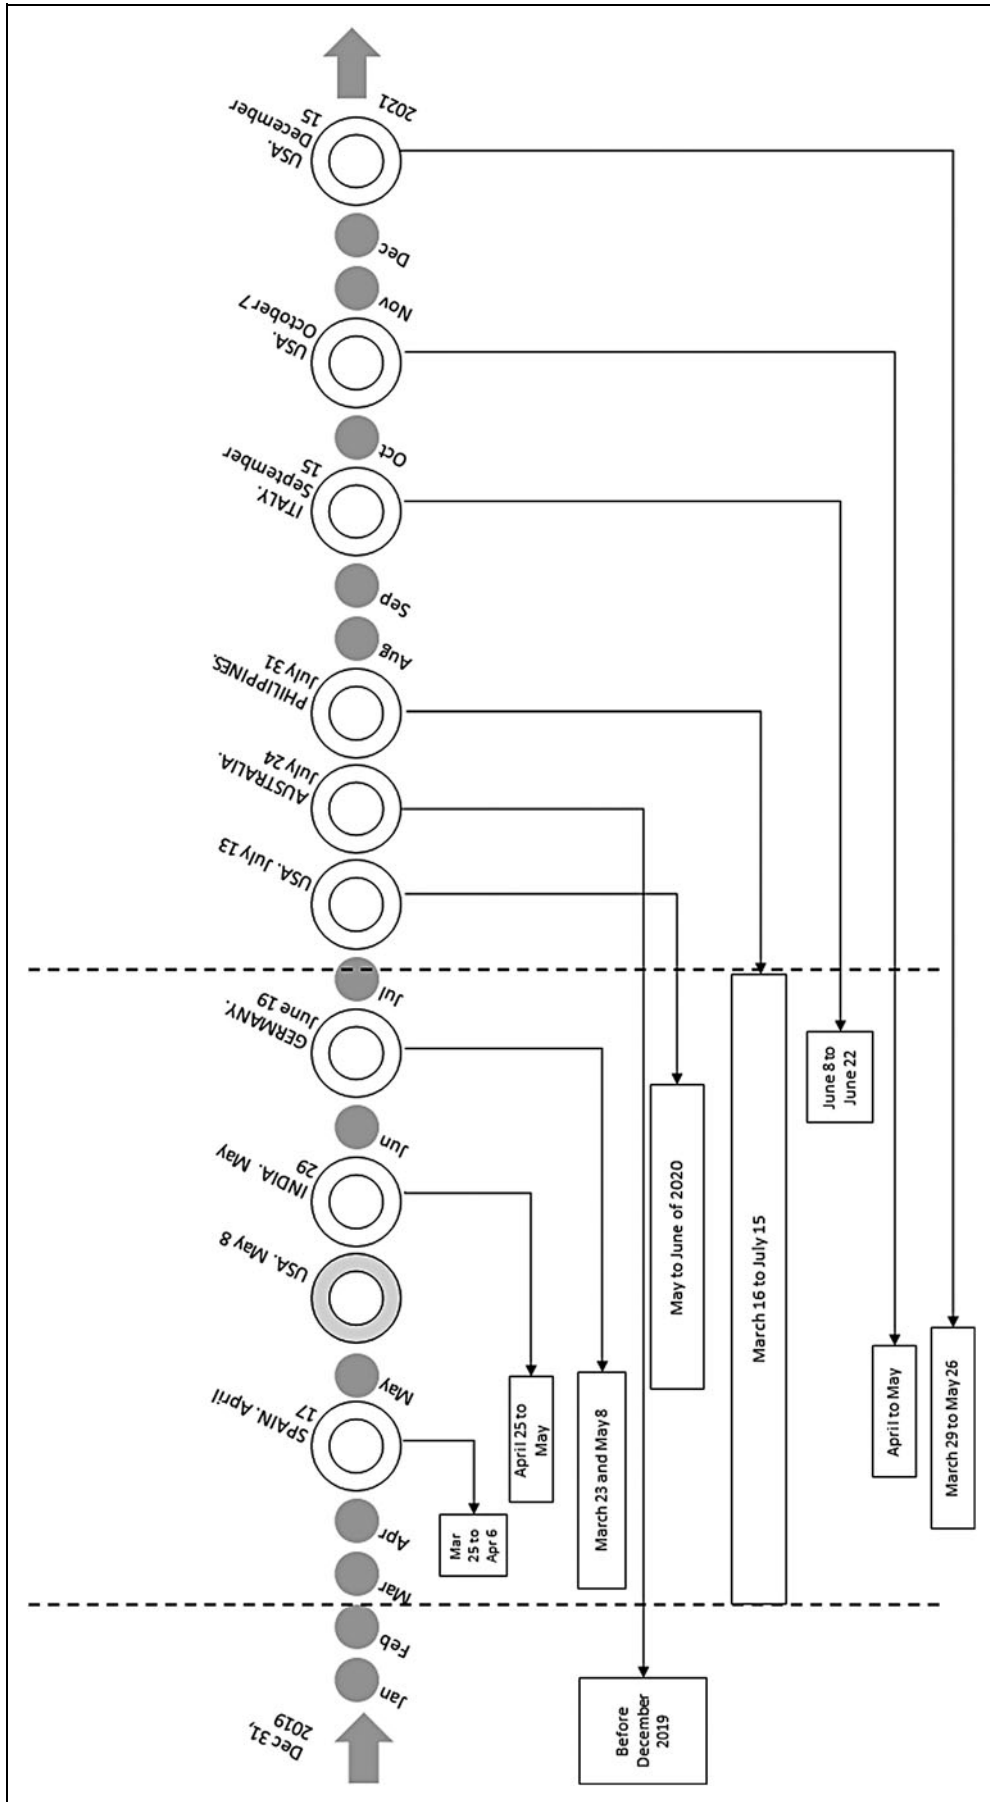 Dec 31,
2019
Jan
Feb
Mar
Apr
SPAIN. April
17
May
USA. May 8
INDIA. May
29
Jun
GERMANY.
June 19
Jul
USA. July 13
AUSTRALIA.
July 24
PHILIPPINES.
July 31
Aug
Sep
ITALY.
September
15
Oct
USA.
October 7
Nov
Dec
USA.
December
15
2021
Mar
25 to
Apr 6
April 25 to
May
March 23 and May 8
Before
December
2019
May to June of 2020
March 16 to July 15
June 8 to
June 22
April to May
March 29 to May 26